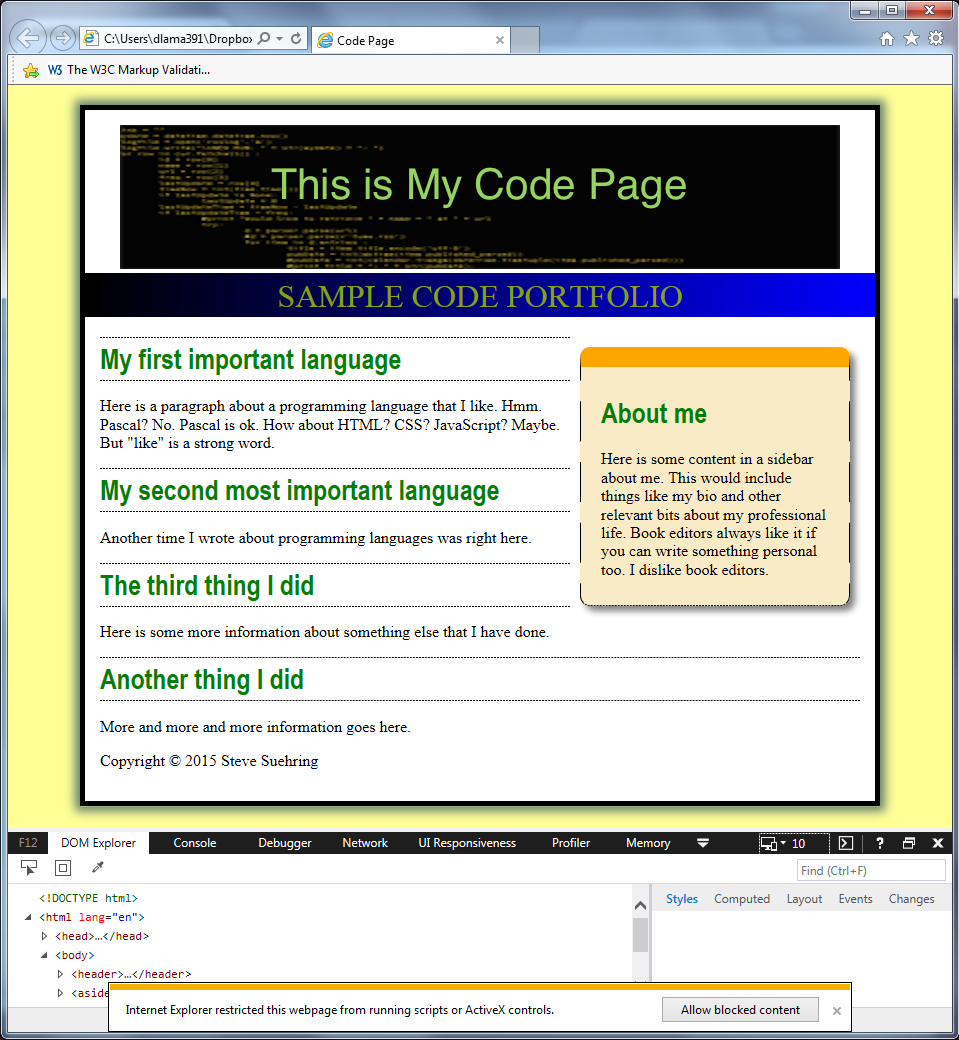 C:\Users\dlama391\Dropbox
Code Page
W3 The W3C Markup Validati...
This is My Code Page
SAMPLE CODE PORTFOLIO
My first important language
Here is a paragraph about a programming language that I like. Hmm.
Pascal? No. Pascal is ok. How about HTML? CSS? JavaScript? Maybe.
But "like" is a strong word.
My second most important language
Another time I wrote about programming languages was right here.
The third thing I did
Here is some more information about something else that I have done.
About me
Here is some content in a sidebar
about me. This would include
things like my bio and other
relevant bits about my professional
life. Book editors always like it if
you can write something personal
too. I dislike book editors.
Another thing I did
More and more and more information goes here.
Copyright © 2015 Steve Suehring
F12 DOM Explorer Console Debugger Network UI Responsiveness Profiler Memory 10 ?
Find (Ctrl+F)
Styles Computed Layout Events Changes
<!DOCTYPE html>
<html lang="en">
<head>…</head>
<body>
<header>…</header>
<aside
Internet Explorer restricted this webpage from running scripts or ActiveX controls.
Allow blocked content